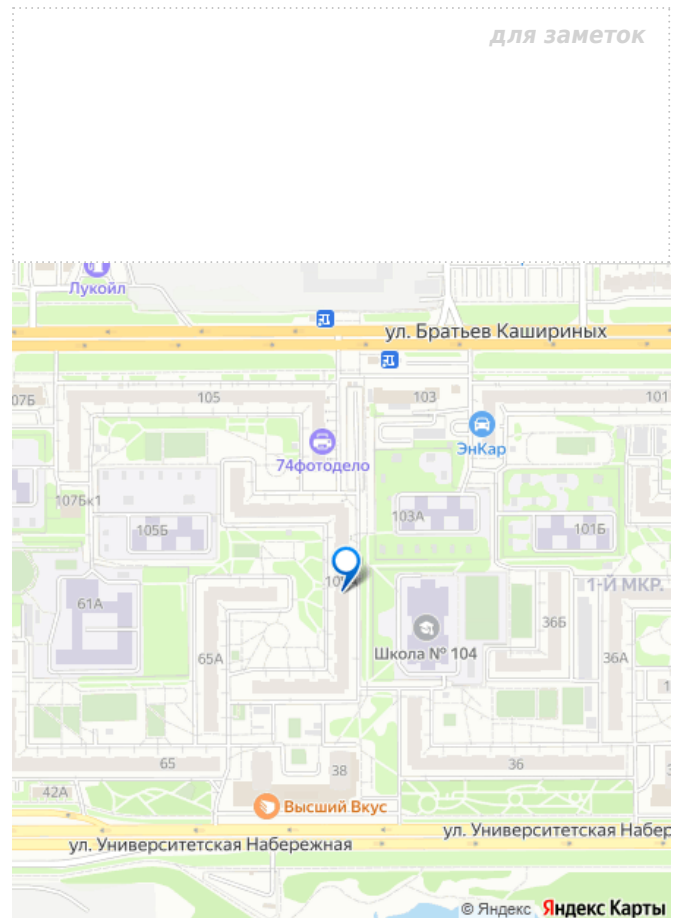 для заметок
Лукойл
ул. Братьев Кашириных
107Б
105
103
101
ЭнКар
74фотодело
107Бк1
103А
105Б
101Б
1-Й МКР.
61А
36Б
Школа № 104
65А
36А
65
38
36
42А
Высший Вкус
ул. Университетская Набер
ул. Университетская Набережная
© Яндекс Яндекс Карты